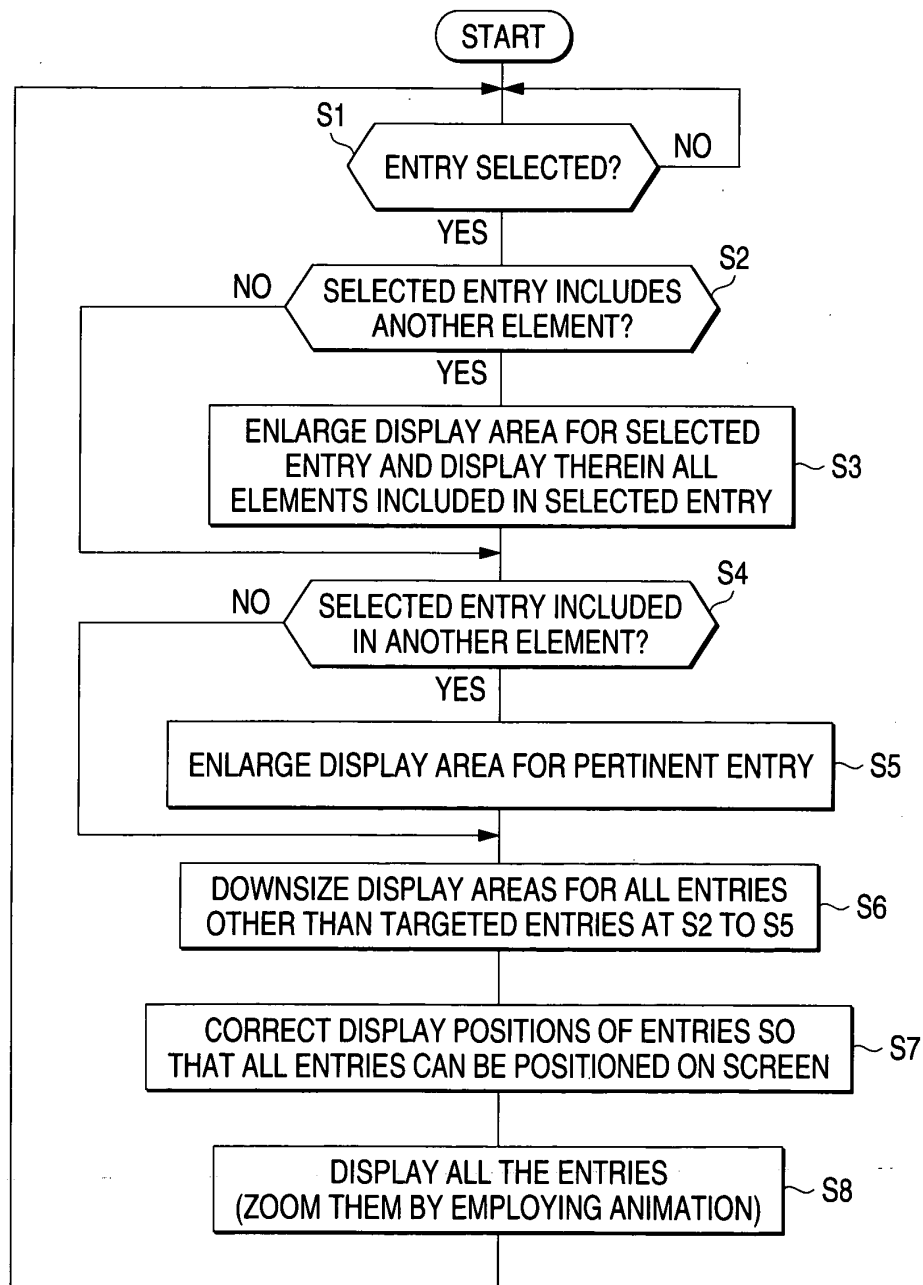 START
S1
ENTRY SELECTED?
NO
YES
S2
NO
SELECTED ENTRY INCLUDES
ANOTHER ELEMENT?
YES
ENLARGE DISPLAY AREA FOR SELECTED
ENTRY AND DISPLAY THEREIN ALL
ELEMENTS INCLUDED IN SELECTED ENTRY
S3
S4
NO
SELECTED ENTRY INCLUDED
IN ANOTHER ELEMENT?
YES
ENLARGE DISPLAY AREA FOR PERTINENT ENTRY
S5
DOWNSIZE DISPLAY AREAS FOR ALL ENTRIES
OTHER THAN TARGETED ENTRIES AT S2 TO S5
S6
CORRECT DISPLAY POSITIONS OF ENTRIES SO
THAT ALL ENTRIES CAN BE POSITIONED ON SCREEN
S7
DISPLAY ALL THE ENTRIES
(ZOOM THEM BY EMPLOYING ANIMATION)
S8